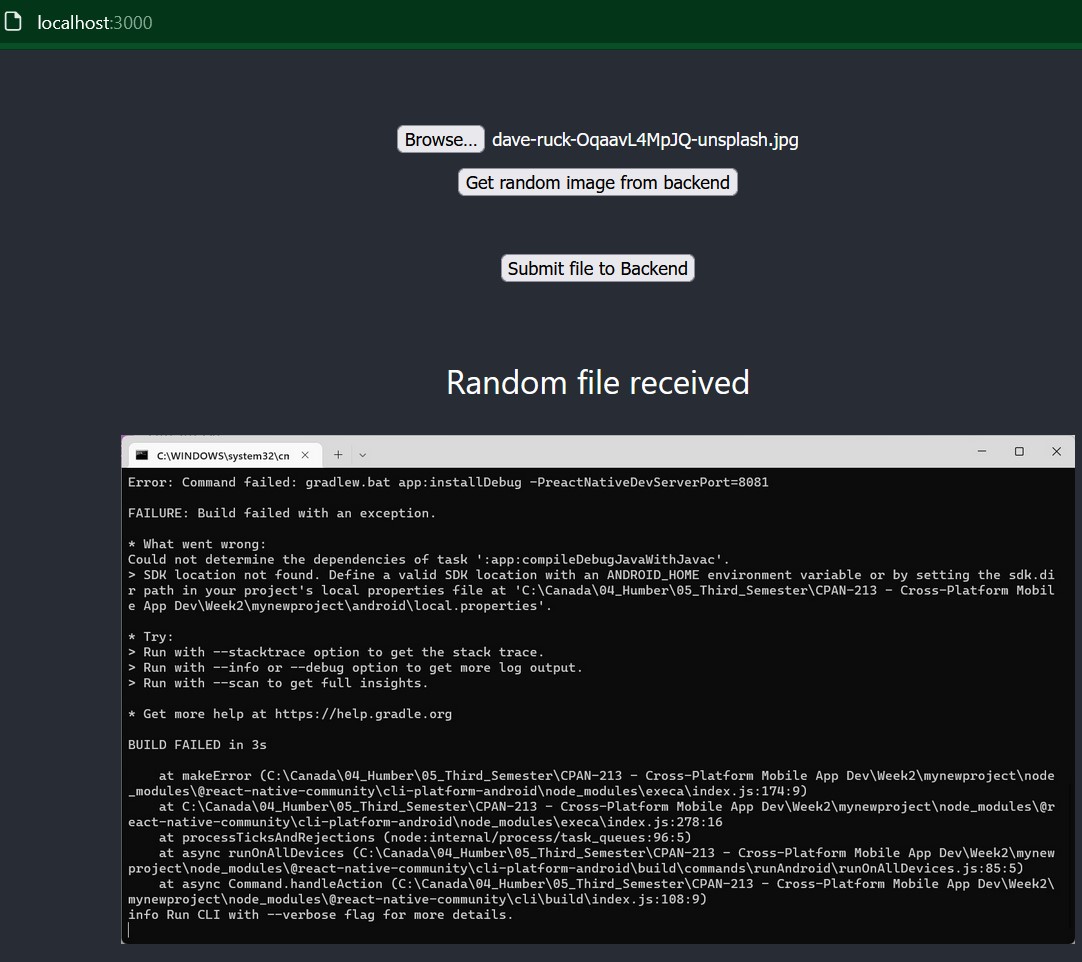 localhost:3000
Browse... dave-ruck-OqaavL4MpJQ-unsplash.jpg
Get random image from backend
Submit file to Backend
Random file received
C:\WINDOWS\system32\cn
Error: Command failed: gradlew.bat app:installDebug -PreactNativeDevServerPort=8081
FAILURE: Build failed with an exception.
* What went wrong:
Could not determine the dependencies of task ':app:compileDebugJavaWithJavac'.
> SDK location not found. Define a valid SDK location with an ANDROID_HOME environment variable or by setting the sdk.di
r path in your project's local properties file at 'C:\Canada\04_Humber\05_Third_Semester\CPAN-213 - Cross-Platform Mobil
e App Dev\Week2\mynewproject\android\local.properties'.
* Try:
> Run with --stacktrace option to get the stack trace.
> Run with --info or --debug option to get more log output.
> Run with --scan to get full insights.
* Get more help at https://help.gradle.org
BUILD FAILED in 3s
at makeError (C:\Canada\04_Humber\05_Third_Semester\CPAN-213 - Cross-Platform Mobile App Dev\Week2\mynewproject\node
_modules\@react-native-community\cli-platform-android\node_modules\execa\index.js:174:9)
at C:\Canada\04_Humber\05_Third_Semester\CPAN-213 - Cross-Platform Mobile App Dev\Week2\mynewproject\node_modules\@r
eact-native-community\cli-platform-android\node_modules\execa\index.js:278:16
at processTicksAndRejections (node:internal/process/task_queues:96:5)
at async runOnAllDevices (C:\Canada\04_Humber\05_Third_Semester\CPAN-213 - Cross-Platform Mobile App Dev\Week2\mynew
project\node_modules\@react-native-community\cli-platform-android\build\commands\runAndroid\runOnAllDevices.js:85:5)
at async Command.handleAction (C:\Canada\04_Humber\05_Third_Semester\CPAN-213 - Cross-Platform Mobile App Dev\Week2\
mynewproject\node_modules\@react-native-community\cli\build\index.js:108:9)
info Run CLI with --verbose flag for more details.